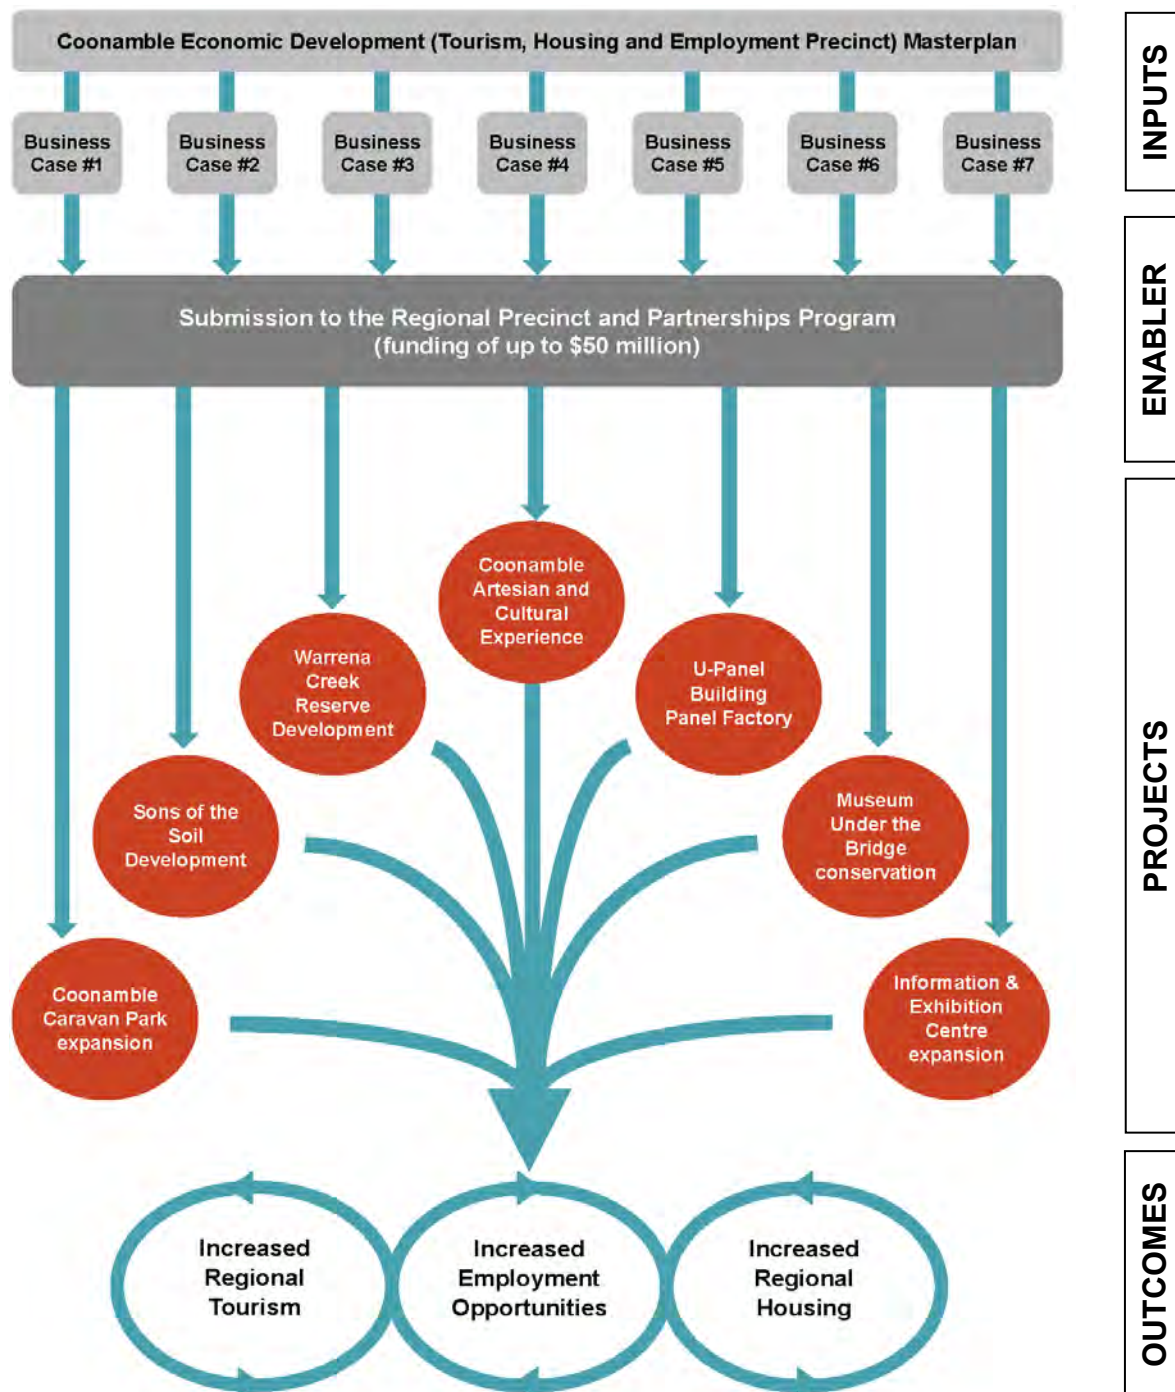 Coonamble Economic Development (Tourism, Housing and Employment Precinct) Masterplan
INPUTS
Business
Case #1
Business
Case #2
Business
Case #3
Business
Case #4
Business
Case #5
Business
Case #6
Business
Case #7
Submission to the Regional Precinct and Partnerships Program
(funding of up to $50 million)
ENABLER
Coonamble
Artesian and
Cultural
Experience
Warrena
Creek
Reserve
Development
U-Panel
Building
Panel Factory
Sons of the
Soil
Development
Museum
Under the
Bridge
conservation
Coonamble
Caravan Park
expansion
Information &
Exhibition
Centre
expansion
PROJECTS
Increased
Regional
Tourism
Increased
Employment
Opportunities
Increased
Regional
Housing
OUTCOMES